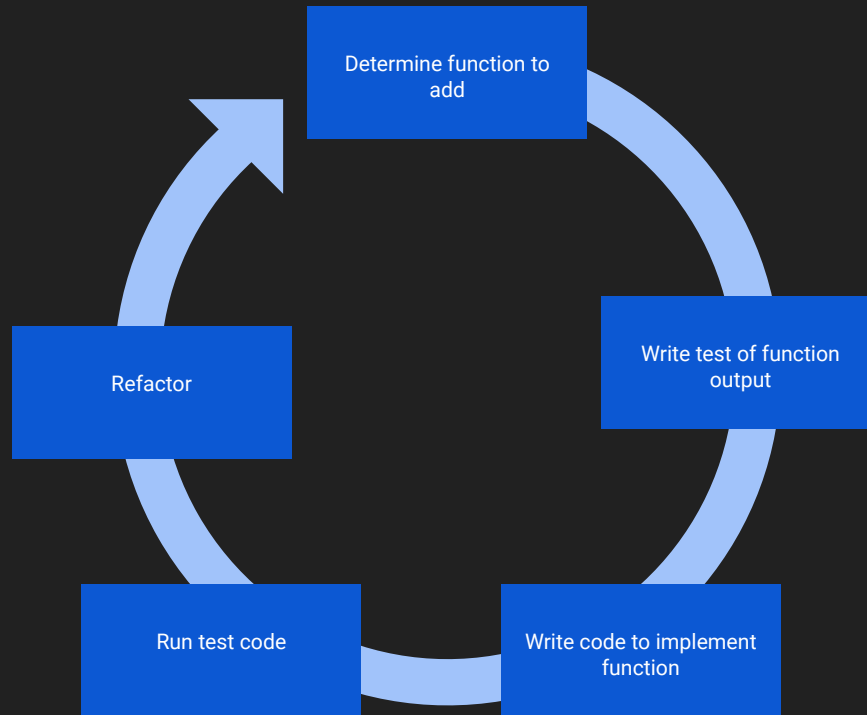 Determine function to
add
Write test of function
output
Write code to implement
function
Run test code
Refactor